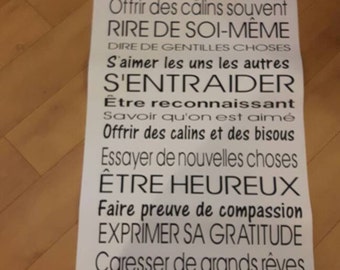 Offrir des calins souvent
RIRE DE SOI-MÊME
DIRE DE GENTILLES CHOSES
S'aimer les uns les autres
S'ENTRAIDER
Être reconnaissant
Savoir qu'on est aimé
Offrir des calins et des bisous
Essayer de nouvelles choses
ÊTRE HEUREUX
Faire preuve de compassion
EXPRIMER SA GRATITUDE
Caresser de grands rêves